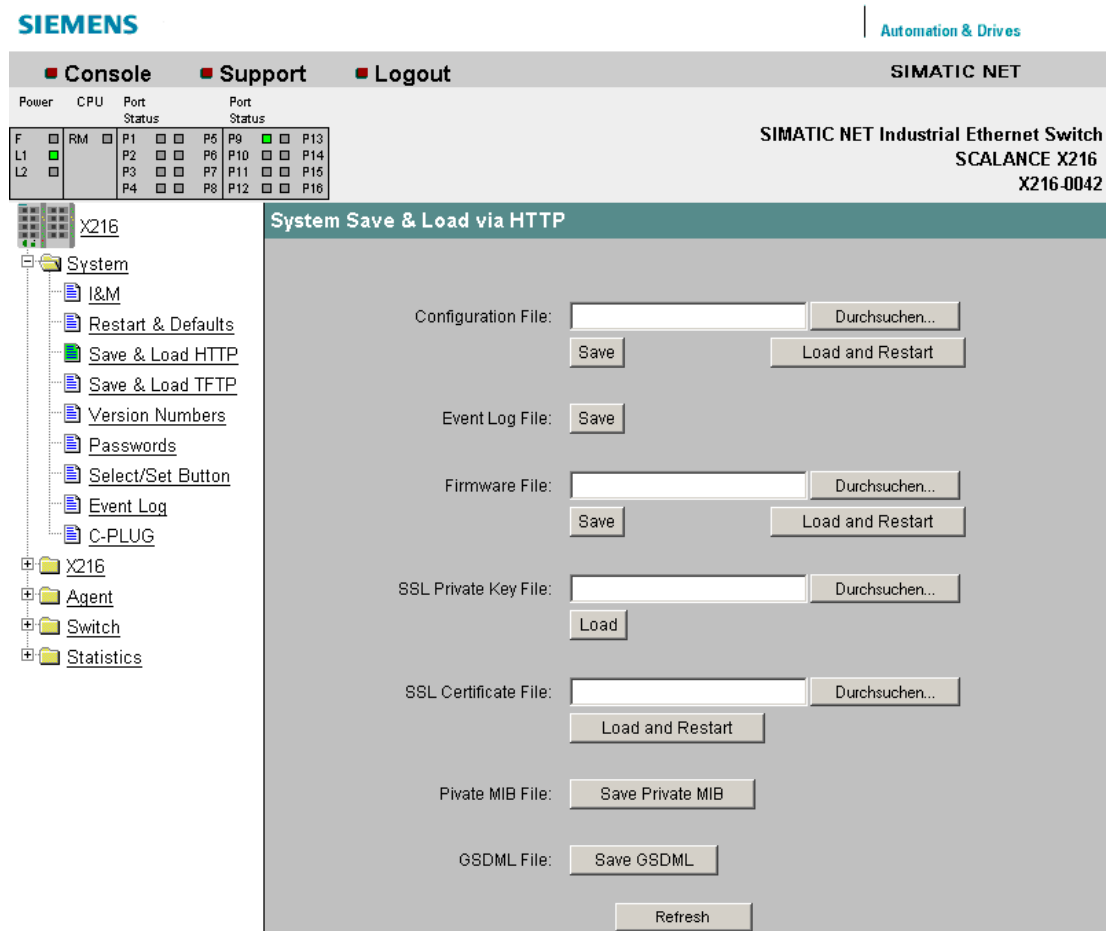 SIEMENS
Automation & Drives
Console Support Logout SIMATIC NET
Power CPU Port Status Port Status
F RM P1 P5 P9 P13
L1 P2 P6 P10 P14
L2 P3 P7 P11 P15
P4 P8 P12 P16
SIMATIC NET Industrial Ethernet Switch
SCALANCE X216
X216-0042
X216
System
I&M
Restart & Defaults
Save & Load HTTP
Save & Load TFTP
Version Numbers
Passwords
Select/Set Button
Event Log
C-PLUG
X216
Agent
Switch
Statistics
System Save & Load via HTTP
Configuration File: Durchsuchen...
Save Load and Restart
Event Log File: Save
Firmware File: Durchsuchen...
Save Load and Restart
SSL Private Key File: Durchsuchen...
Load
SSL Certificate File: Durchsuchen...
Load and Restart
Pivate MIB File: Save Private MIB
GSDML File: Save GSDML
Refresh